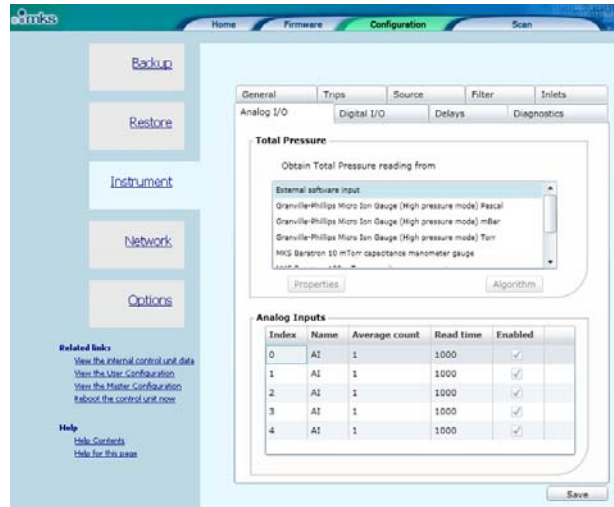 mks
Home Firmware Configuration Scan
Backup
Restore
Instrument
Network
Options
Related links
View the internal control unit data
View the User Configuration
View the Master Configuration
Reboot the control unit now
Help
Help Contents
Help for this page
General Trips Source Filter Inlets
Analog I/O Digital I/O Delays Diagnostics
Total Pressure
Obtain Total Pressure reading from
External software input
Granville-Phillips Micro Ion Gauge (High pressure mode) Pascal
Granville-Phillips Micro Ion Gauge (High pressure mode) mBar
Granville-Phillips Micro Ion Gauge (High pressure mode) Torr
MKS Baratron 10 mTorr capacitance manometer gauge
Properties Algorithm
Analog Inputs
Index Name Average count Read time Enabled
0 AI 1 1000
1 AI 1 1000
2 AI 1 1000
3 AI 1 1000
4 AI 1 1000
Save